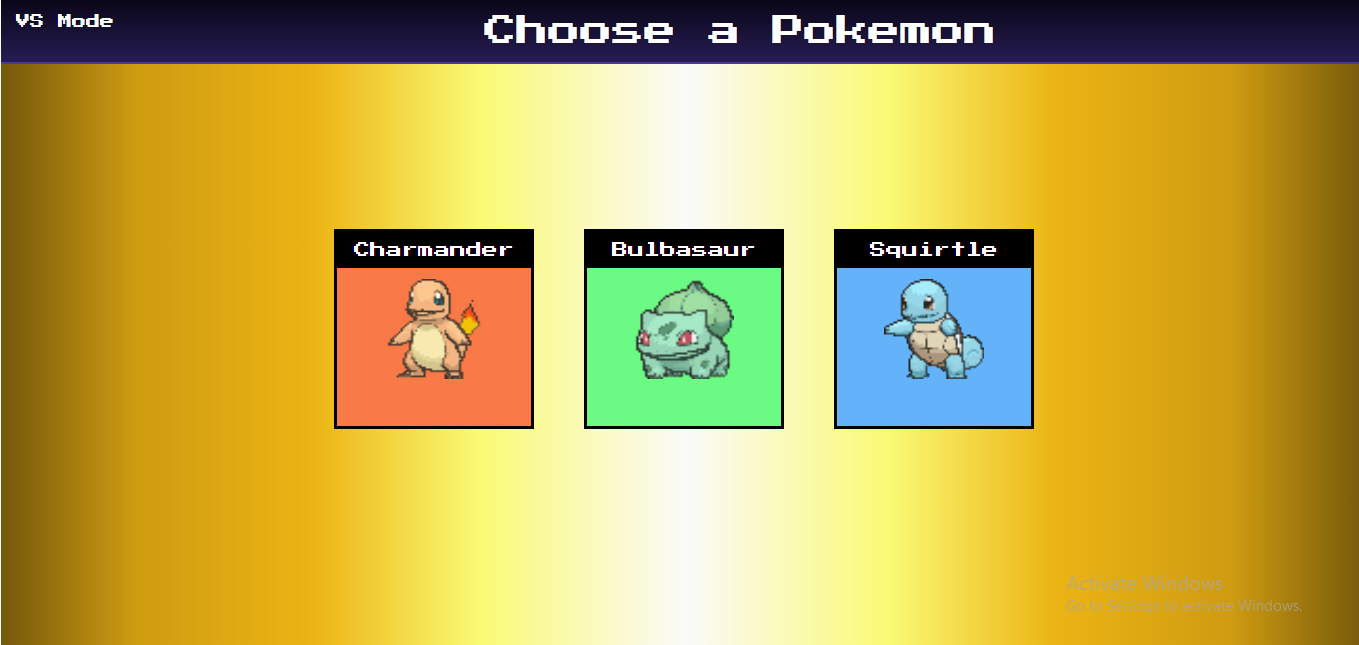 VS Mode
Choose a Pokemon
Charmander
Bulbasaur
Squirtle
Activate Windows
Go to Settings to activate Windows.